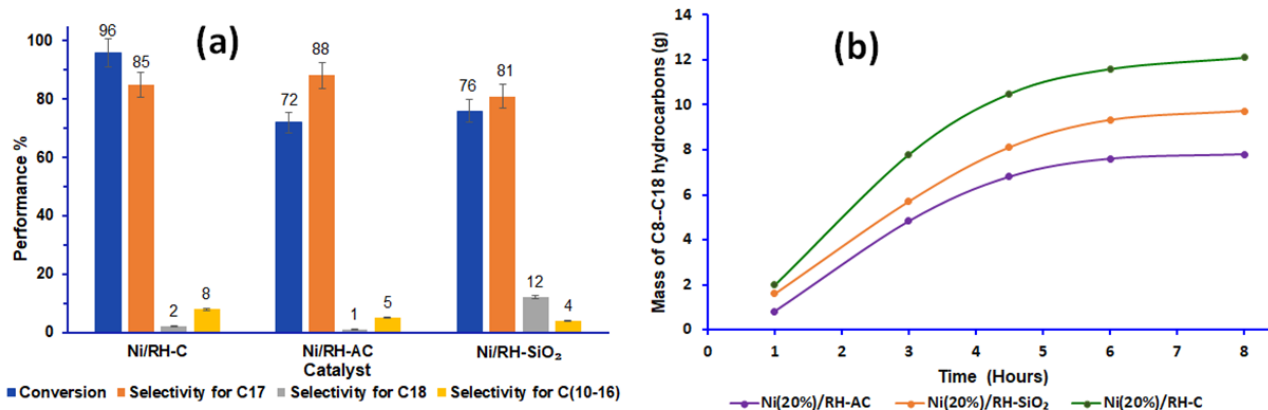 (a)
Performance %
100
80
60
40
20
0
96
85
2
8
72
88
1
5
76
81
12
4
Ni/RH-C
Ni/RH-AC
Ni/RH-SiO₂
Catalyst
Conversion
Selectivity for C17
Selectivity for C18
Selectivity for C(10-16)
(b)
Mass of C8--C18 hydrocarbons (g)
14
12
10
8
6
4
2
0
0 1 2 3 4 5 6 7 8
Time (Hours)
Ni(20%)/RH-AC
Ni(20%)/RH-SiO₂
Ni(20%)/RH-C